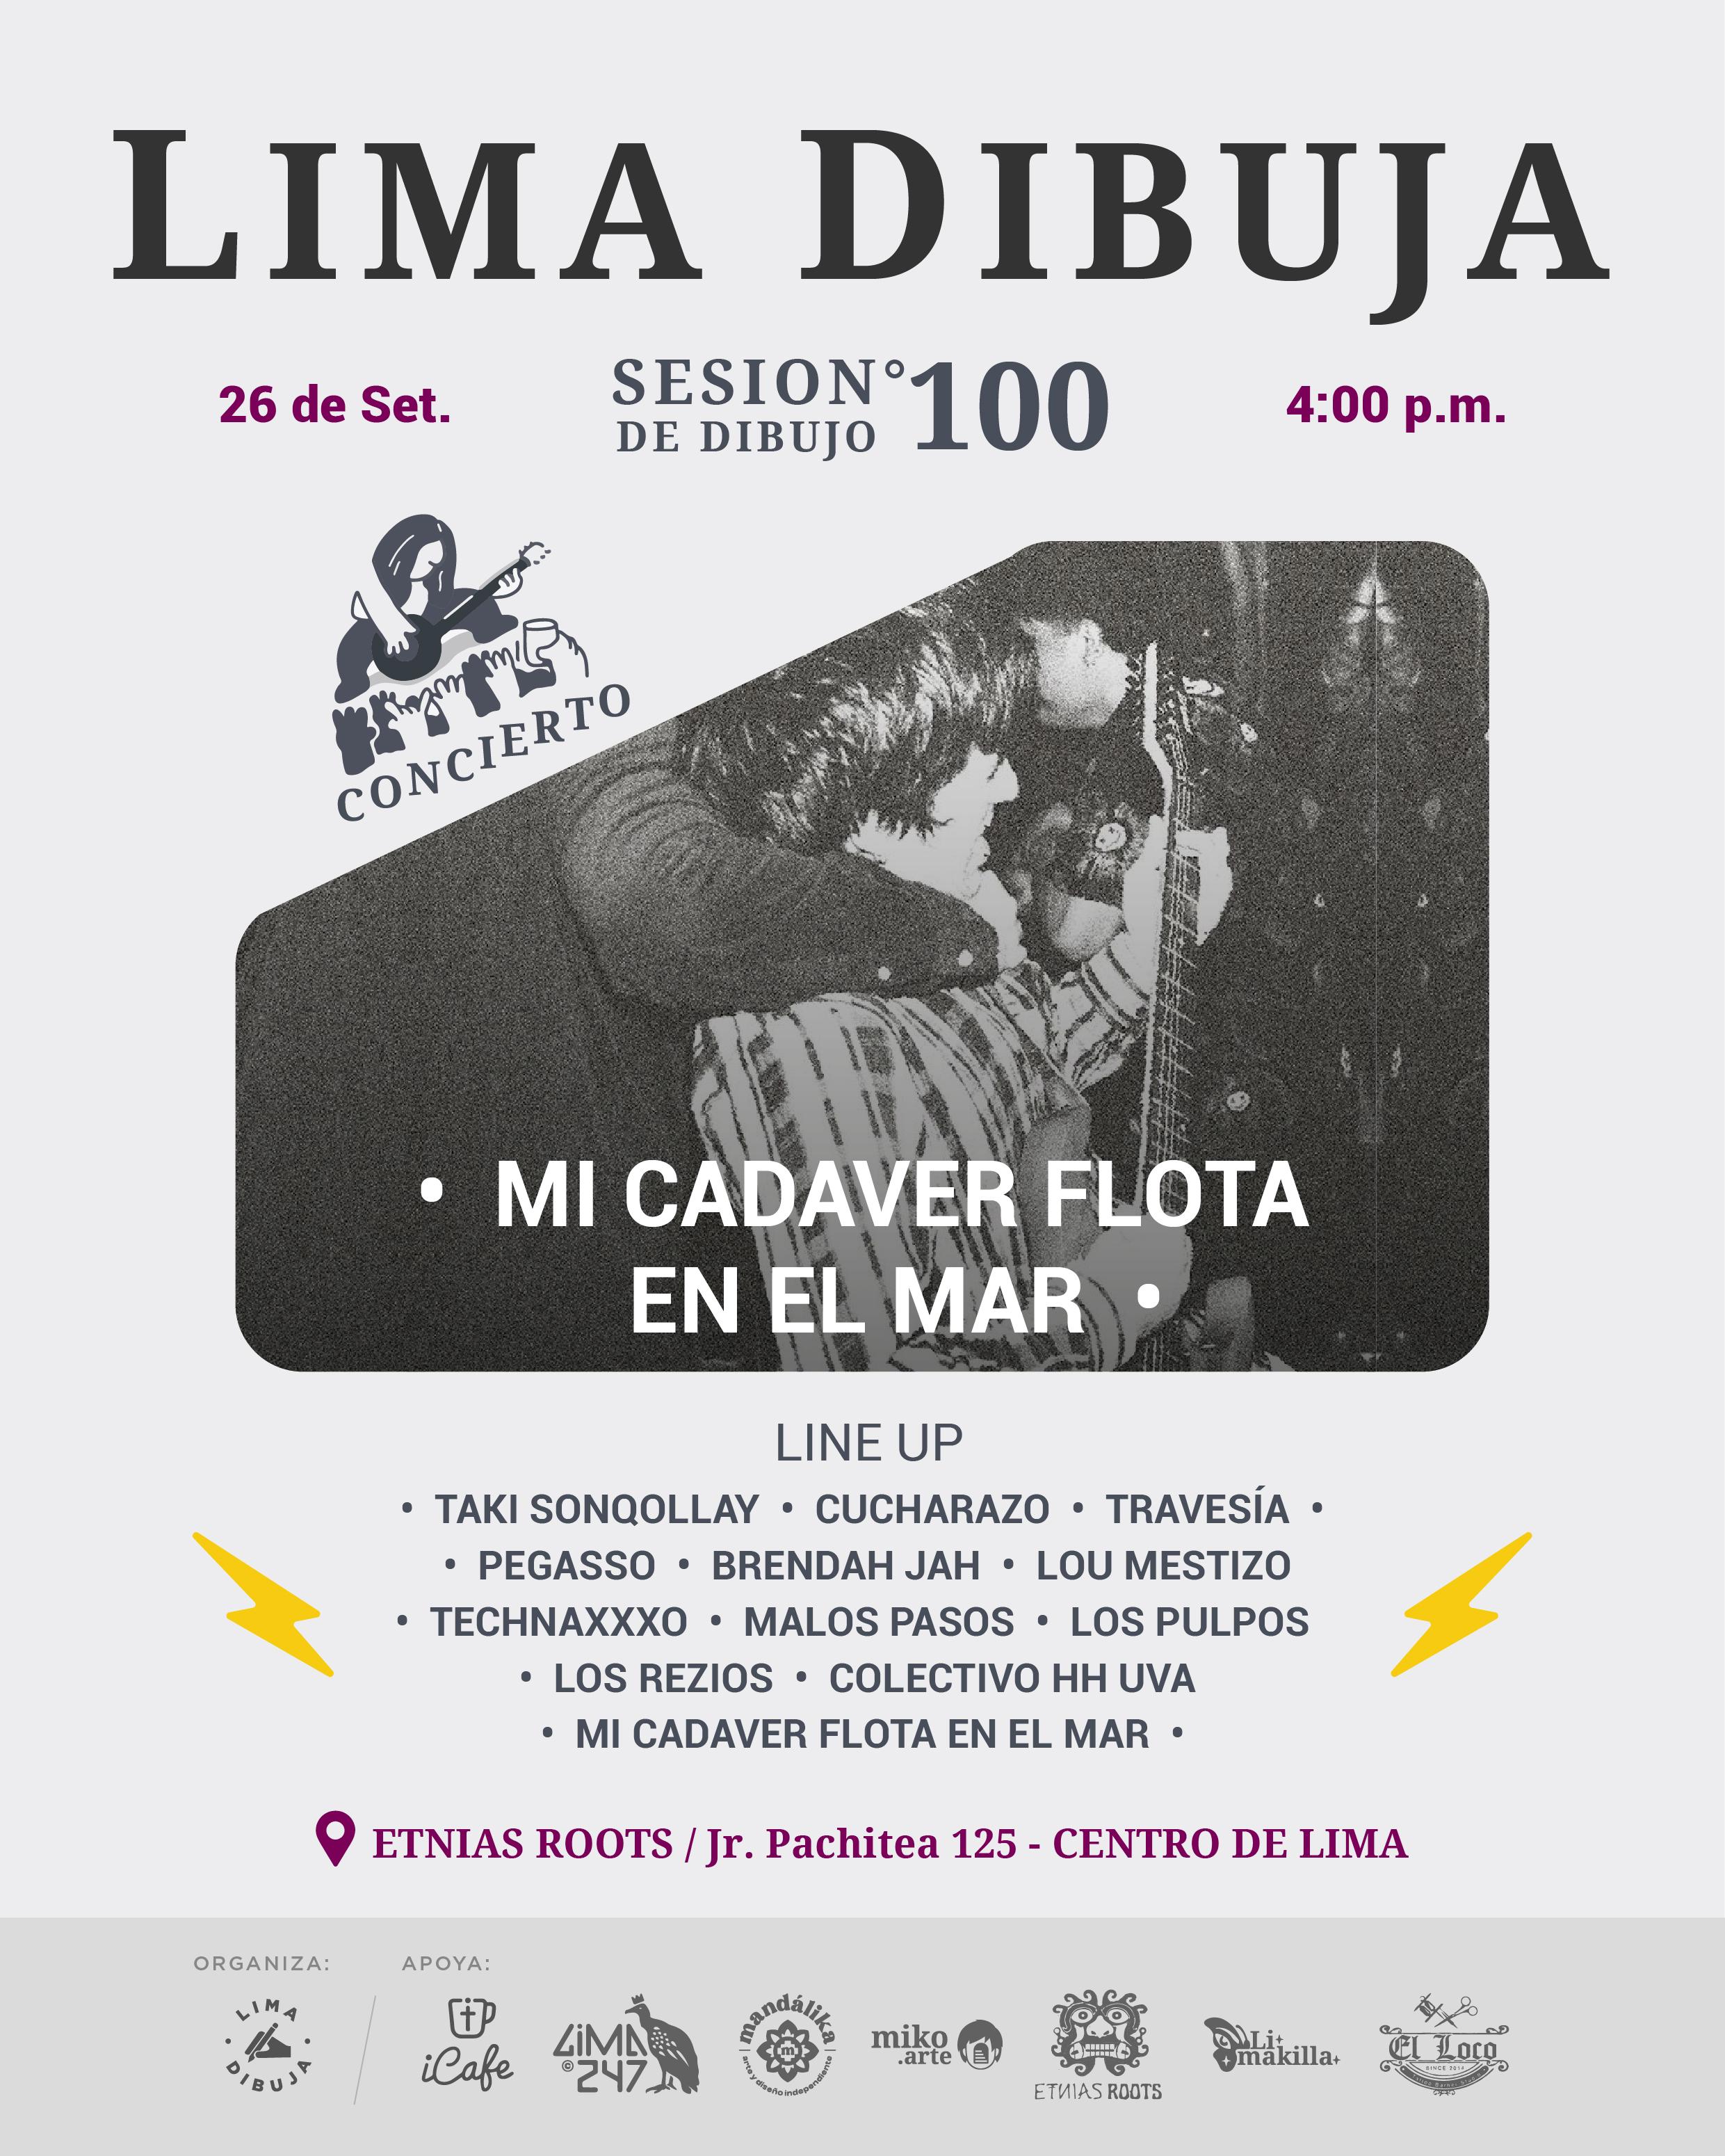 LIMA DIBUJA
26 de Set.
SESION°100
DE DIBUJO
4:00 p.m.
CONCIERTO
• MI CADAVER FLOTA
EN EL MAR •
LINE UP
• TAKI SONQOLLAY • CUCHARAZO • TRAVESÍA •
• PEGASSO • BRENDAH JAH • LOU MESTIZO
• TECHNAXXXO • MALOS PASOS • LOS PULPOS
• LOS REZIOS • COLECTIVO HH UVA
• MI CADAVER FLOTA EN EL MAR •
ETNIAS ROOTS / Jr. Pachitea 125 - CENTRO DE LIMA
ORGANIZA:
APOYA:
LIMA
DIBUJA
iCafe
LIMA
©247
mandálika
m
arte y diseño independiente
miko
.arte
ETNIAS ROOTS
Li
makilla
El Loco
SINCE 2014